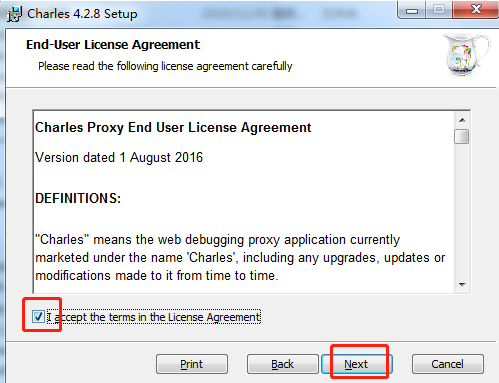 Charles 4.2.8 Setup
End-User License Agreement
Please read the following license agreement carefully
Charles Proxy End User License Agreement
Version dated 1 August 2016
DEFINITIONS:
"Charles" means the web debugging proxy application currently
marketed under the name 'Charles', including any upgrades, updates or
modifications made to it from time to time.
I accept the terms in the License Agreement
Print Back Next Cancel